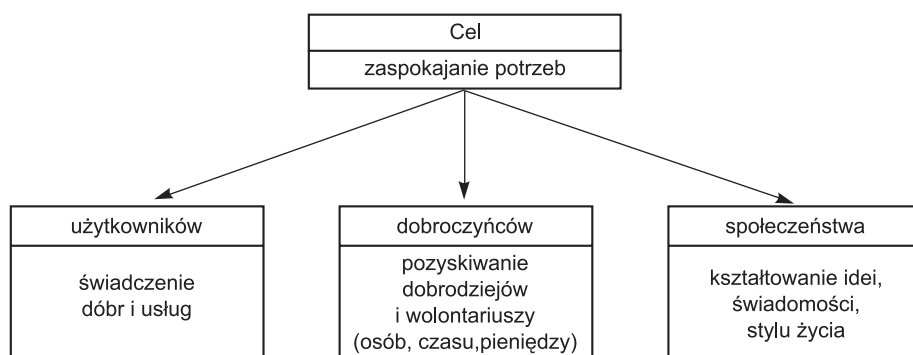 Cel
zaspokajanie potrzeb
użytkowników
świadczenie
dóbr i usług
dobroczyńców
pozyskiwanie
dobrodziejów
i wolontariuszy
(osób, czasu,pieniędzy)
społeczeństwa
kształtowanie idei,
świadomości,
stylu życia